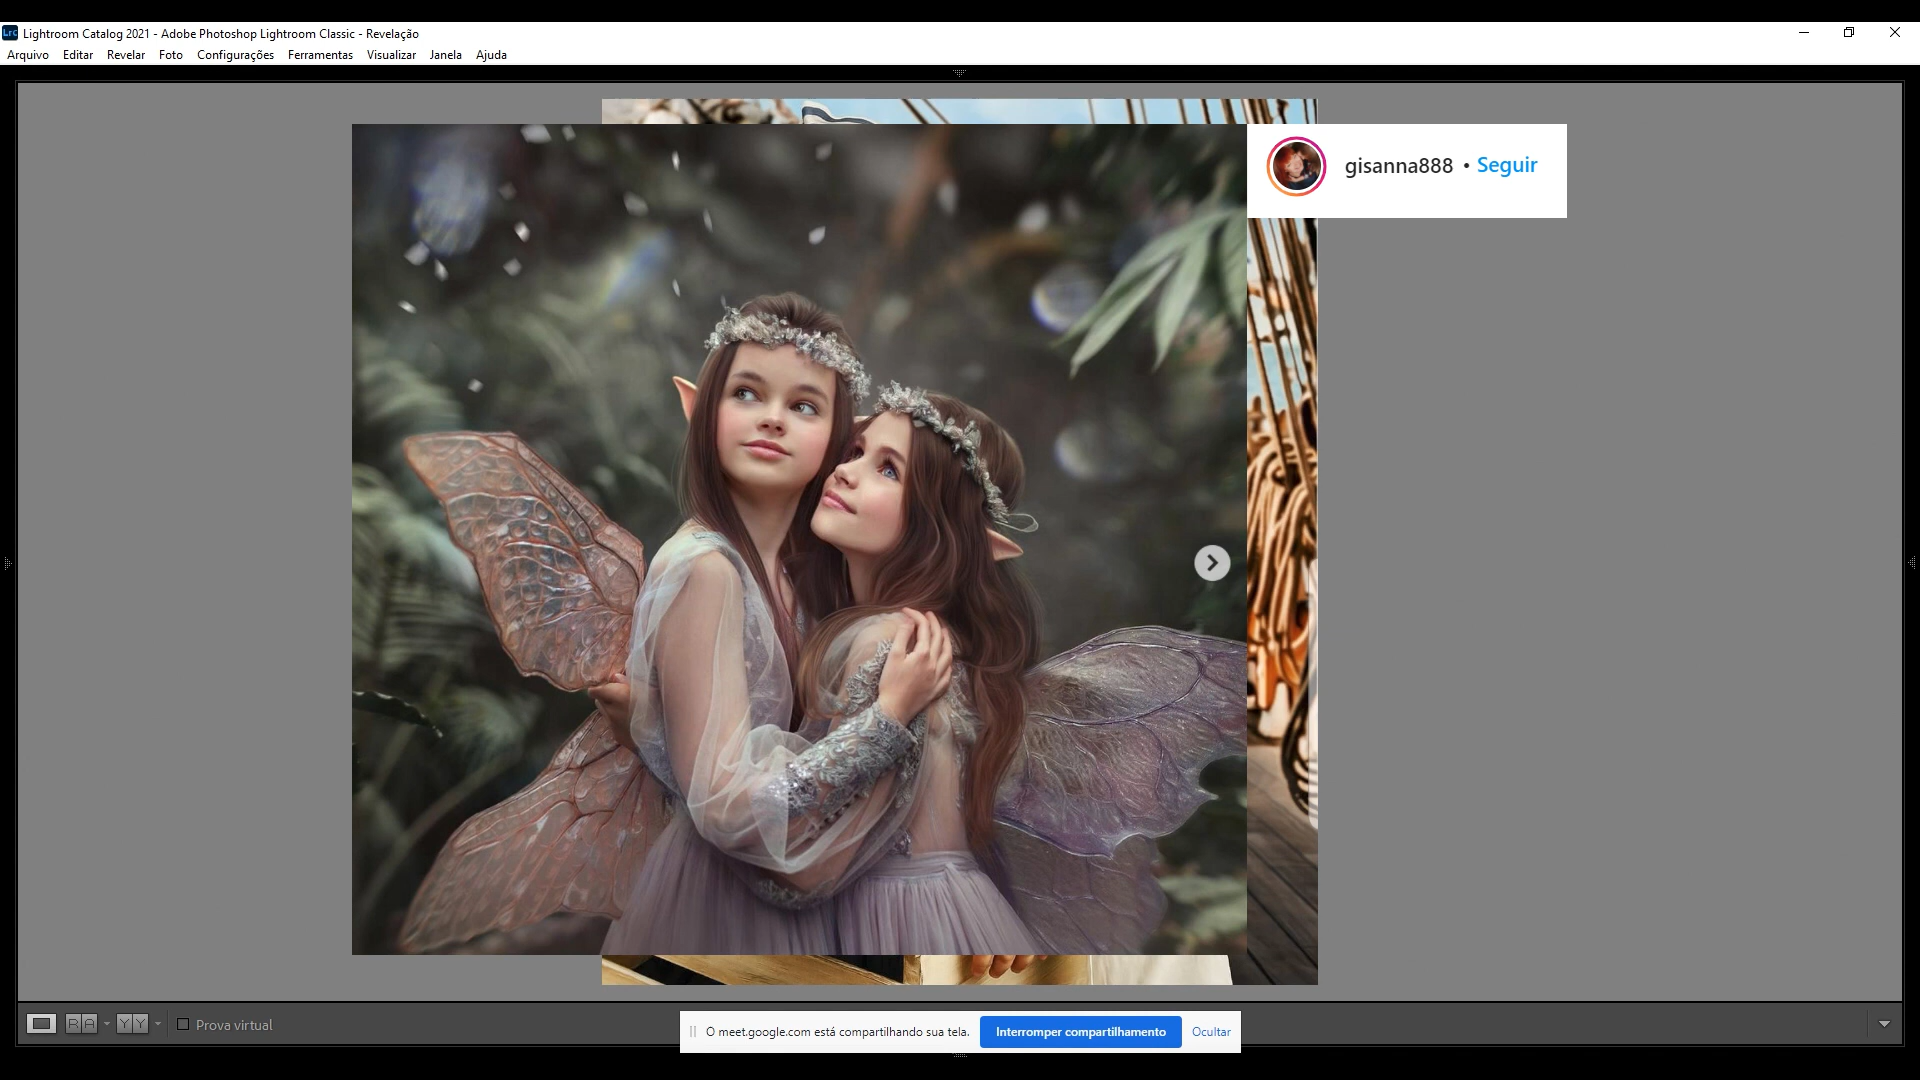 Lrc Lightroom Catalog 2021 - Adobe Photoshop Lightroom Classic - Revelação
Arquivo Editar Revelar Foto Configurações Ferramentas Visualizar Janela Ajuda
gisanna888 • Seguir
R A Y Y Prova virtual
O meet.google.com está compartilhando sua tela. Interromper compartilhamento Ocultar